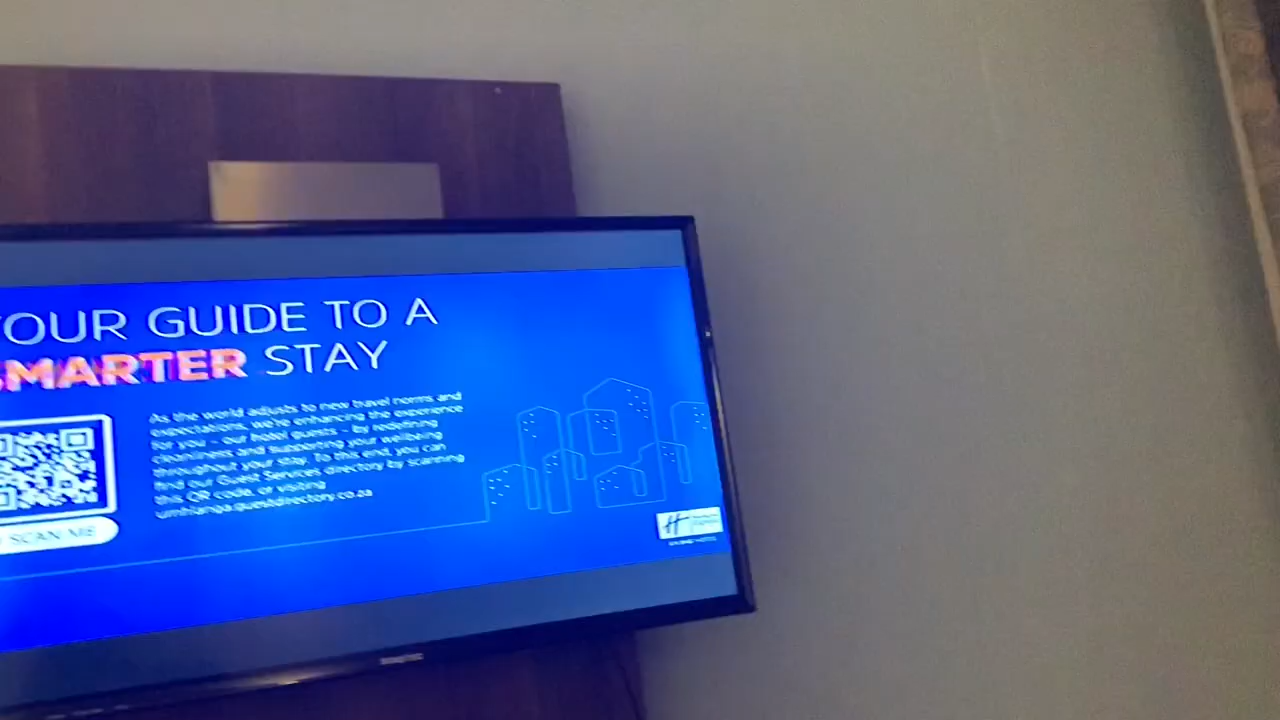 YOUR GUIDE TO A
SMARTER STAY
As the world adjusts to new travel norms and
expectations, we're enhancing the experience
for you – our hotel guests – by redefining
cleanliness and supporting your wellbeing
throughout your stay. To this end, you can
find our Guest Services directory by scanning
this QR code, or visiting
umhlanga.guestdirectory.co.za
SCAN ME
H